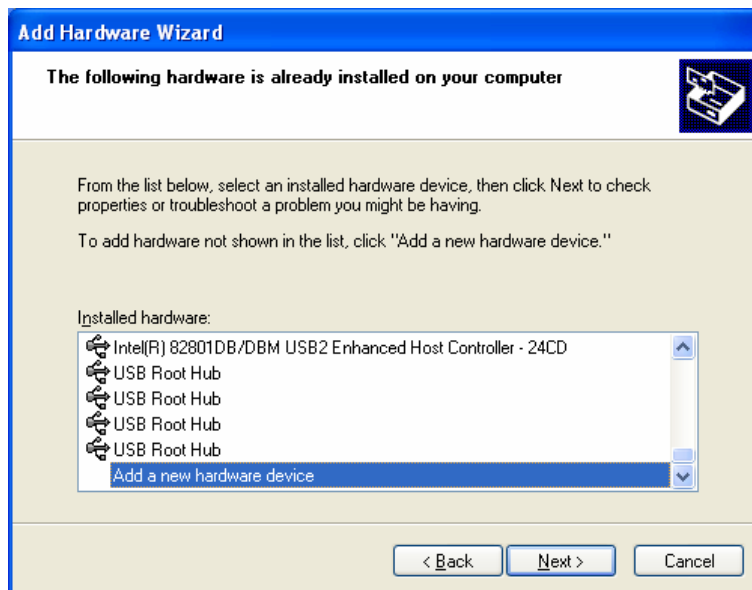 Add Hardware Wizard
The following hardware is already installed on your computer
From the list below, select an installed hardware device, then click Next to check
properties or troubleshoot a problem you might be having.
To add hardware not shown in the list, click "Add a new hardware device."
Installed hardware:
Intel(R) 82801DB/DBM USB2 Enhanced Host Controller - 24CD
USB Root Hub
USB Root Hub
USB Root Hub
USB Root Hub
Add a new hardware device
< Back Next > Cancel